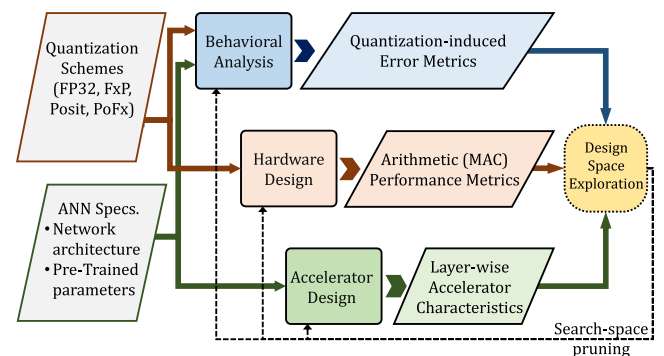 Quantization
Schemes
(FP32, FxP,
Posit, PoFx)
Behavioral
Analysis
Quantization-induced
Error Metrics
Hardware
Design
Arithmetic (MAC)
Performance Metrics
Design
Space
Exploration
ANN Specs.
• Network
architecture
• Pre-Trained
parameters
Accelerator
Design
Layer-wise
Accelerator
Characteristics
Search-space
pruning